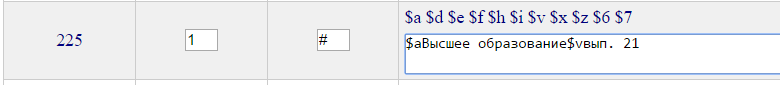 $a $d $e $f $h $i $v $x $z $6 $7
225 1 # $aВысшее образование$vвып. 21